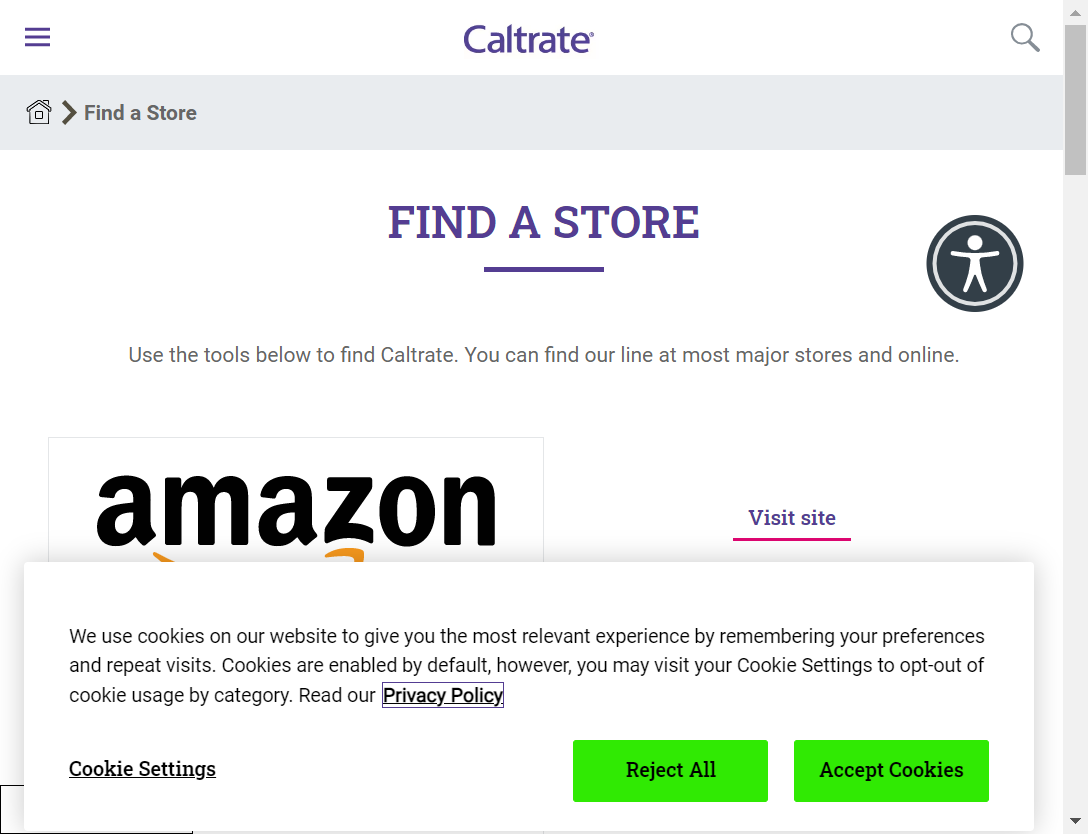 Caltrate®
Find a Store
FIND A STORE
Use the tools below to find Caltrate. You can find our line at most major stores and online.
amazon
Visit site
We use cookies on our website to give you the most relevant experience by remembering your preferences
and repeat visits. Cookies are enabled by default, however, you may visit your Cookie Settings to opt-out of
cookie usage by category. Read our Privacy Policy
Cookie Settings
Reject All
Accept Cookies